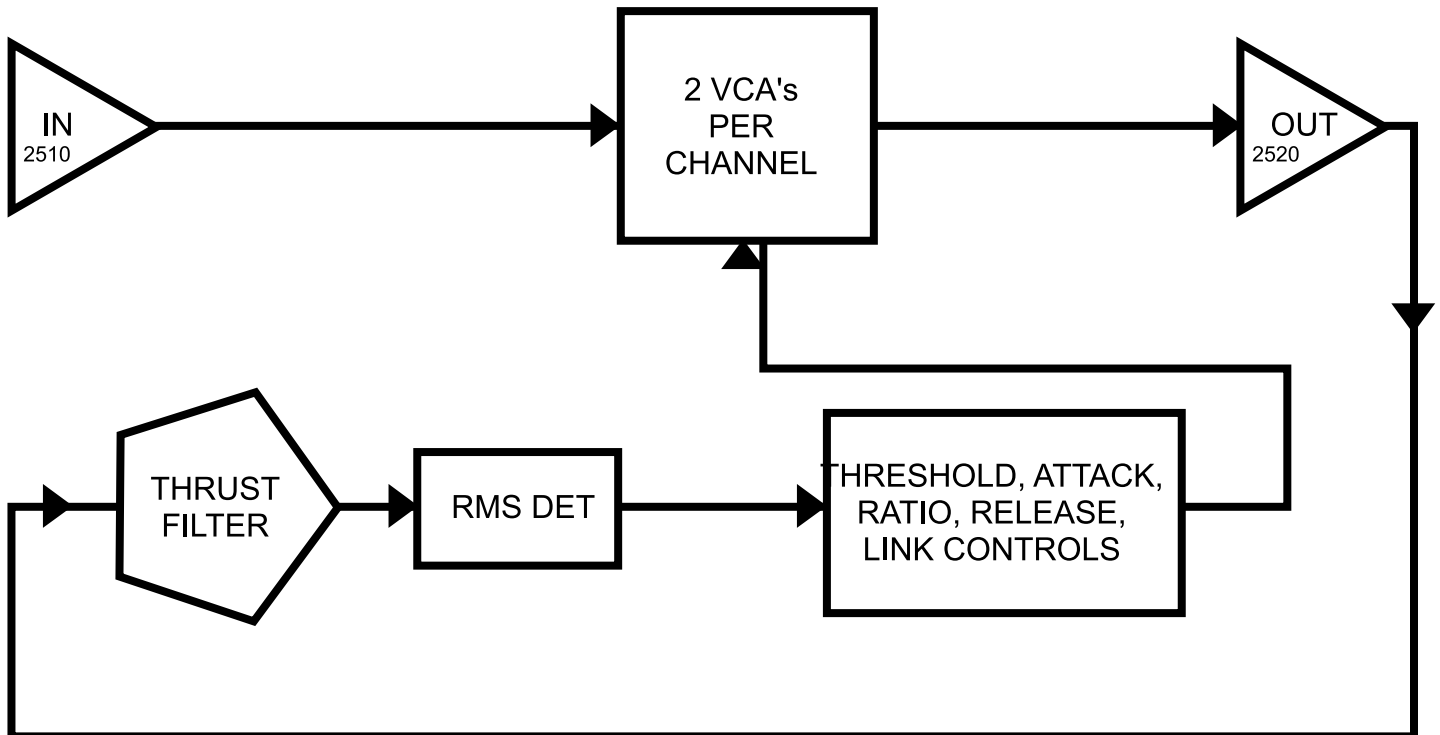 IN
2510
2 VCA's
PER
CHANNEL
OUT
2520
THRUST
FILTER
RMS DET
THRESHOLD, ATTACK,
RATIO, RELEASE,
LINK CONTROLS